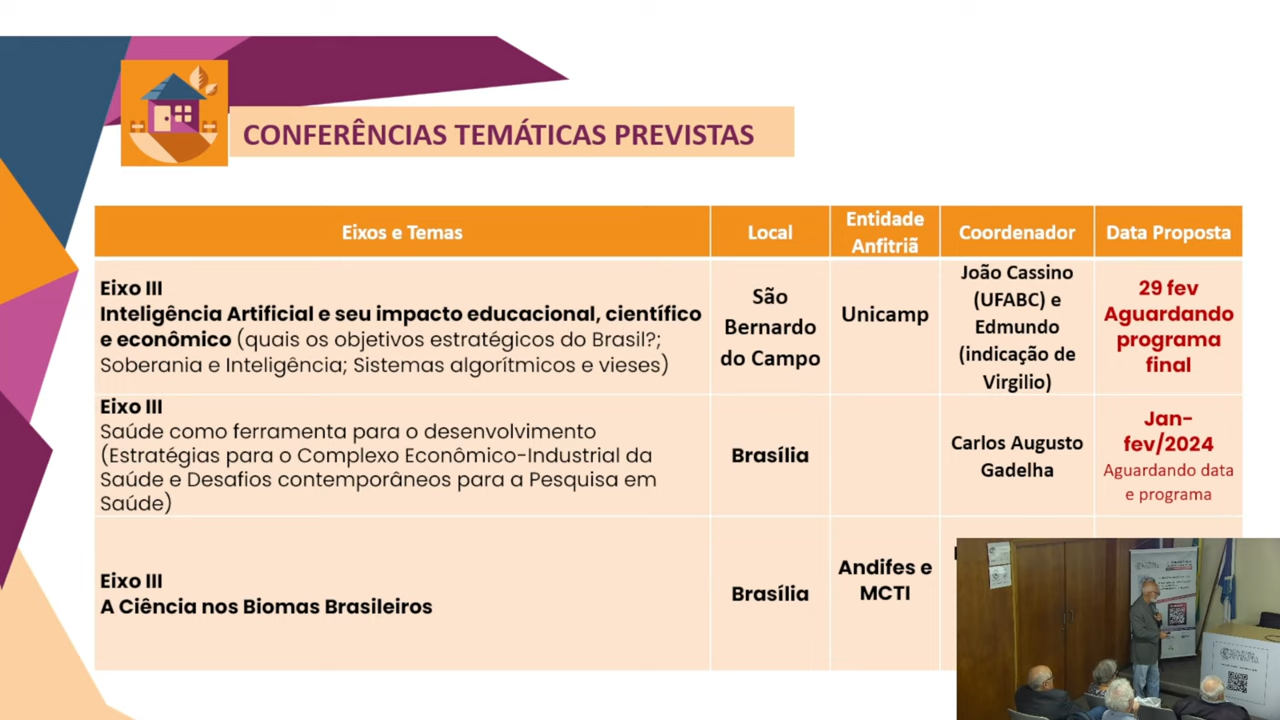 CONFERÊNCIAS TEMÁTICAS PREVISTAS
Eixos e Temas
Local
Entidade
Anfitriã
Coordenador
Data Proposta
Eixo III
Inteligência Artificial e seu impacto educacional, científico
e econômico (quais os objetivos estratégicos do Brasil?;
Soberania e Inteligência; Sistemas algorítmicos e vieses)
São
Bernardo
do Campo
Unicamp
João Cassino
(UFABC) e
Edmundo
(indicação de
Virgilio)
29 fev
Aguardando
programa
final
Eixo III
Saúde como ferramenta para o desenvolvimento
(Estratégias para o Complexo Econômico-Industrial da
Saúde e Desafios contemporâneos para a Pesquisa em
Saúde)
Brasília
Carlos Augusto
Gadelha
Jan-
fev/2024
Aguardando data
e programa
Eixo III
A Ciência nos Biomas Brasileiros
Brasília
Andifes e
MCTI